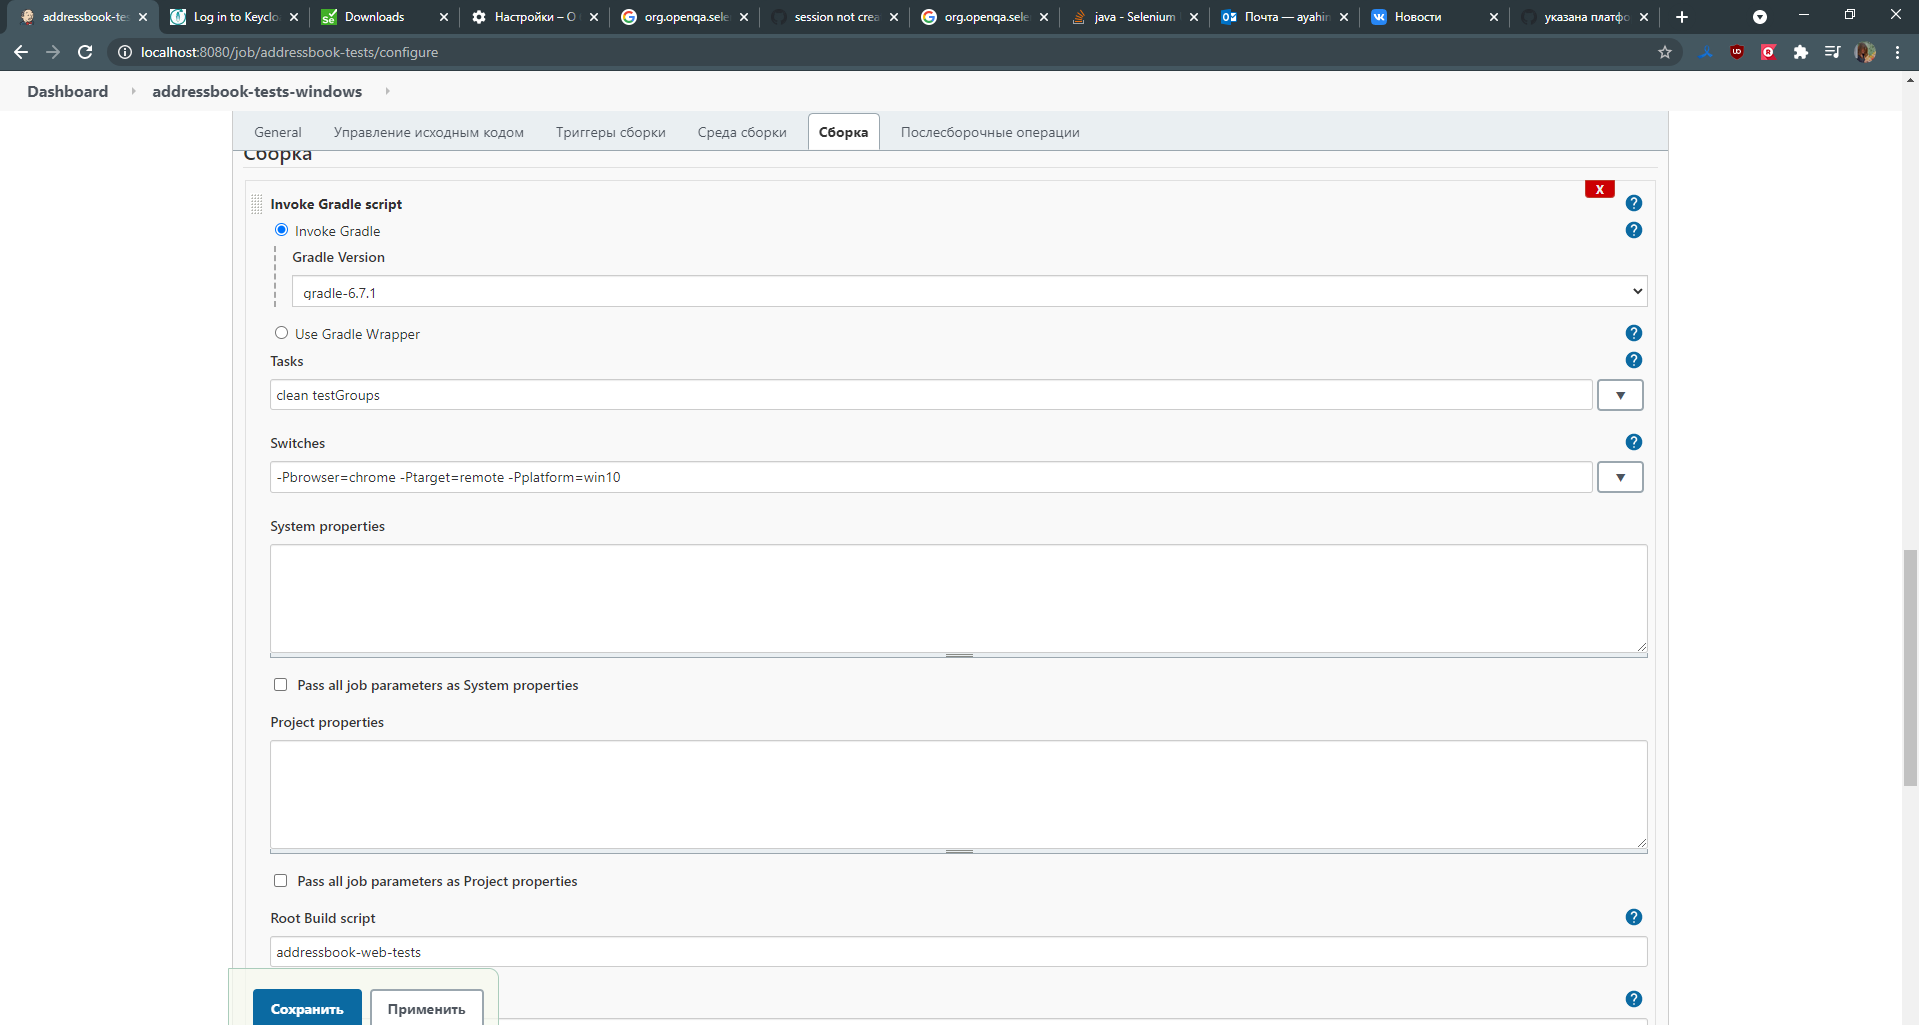 addressbook-te
Log in to Keyclo
Downloads
Настройки – О
org.openqa.sele
session not crea
org.openqa.sele
java - Selenium
Почта — ayahin
Новости
указана платфо
localhost:8080/job/addressbook-tests/configure
Dashboard
addressbook-tests-windows
General
Управление исходным кодом
Триггеры сборки
Среда сборки
Сборка
Послесборочные операции
Сборка
X
Invoke Gradle script
Invoke Gradle
Gradle Version
gradle-6.7.1
Use Gradle Wrapper
Tasks
clean testGroups
Switches
-Pbrowser=chrome -Ptarget=remote -Pplatform=win10
System properties
Pass all job parameters as System properties
Project properties
Pass all job parameters as Project properties
Root Build script
addressbook-web-tests
Сохранить
Применить